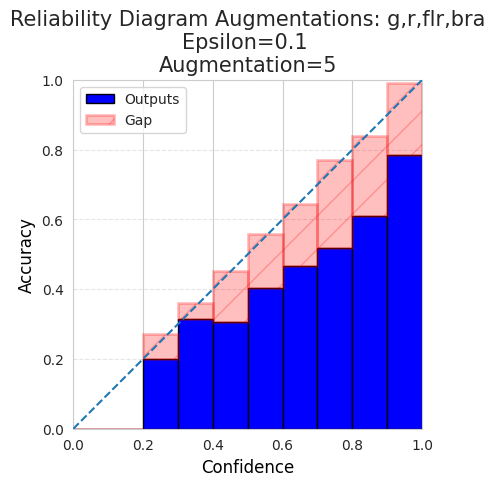 Reliability Diagram Augmentations: g,r,flr,bra
Epsilon=0.1
Augmentation=5
Outputs
Gap
1.0
0.8
0.6
0.4
0.2
0.0
Accuracy
0.0 0.2 0.4 0.6 0.8 1.0
Confidence